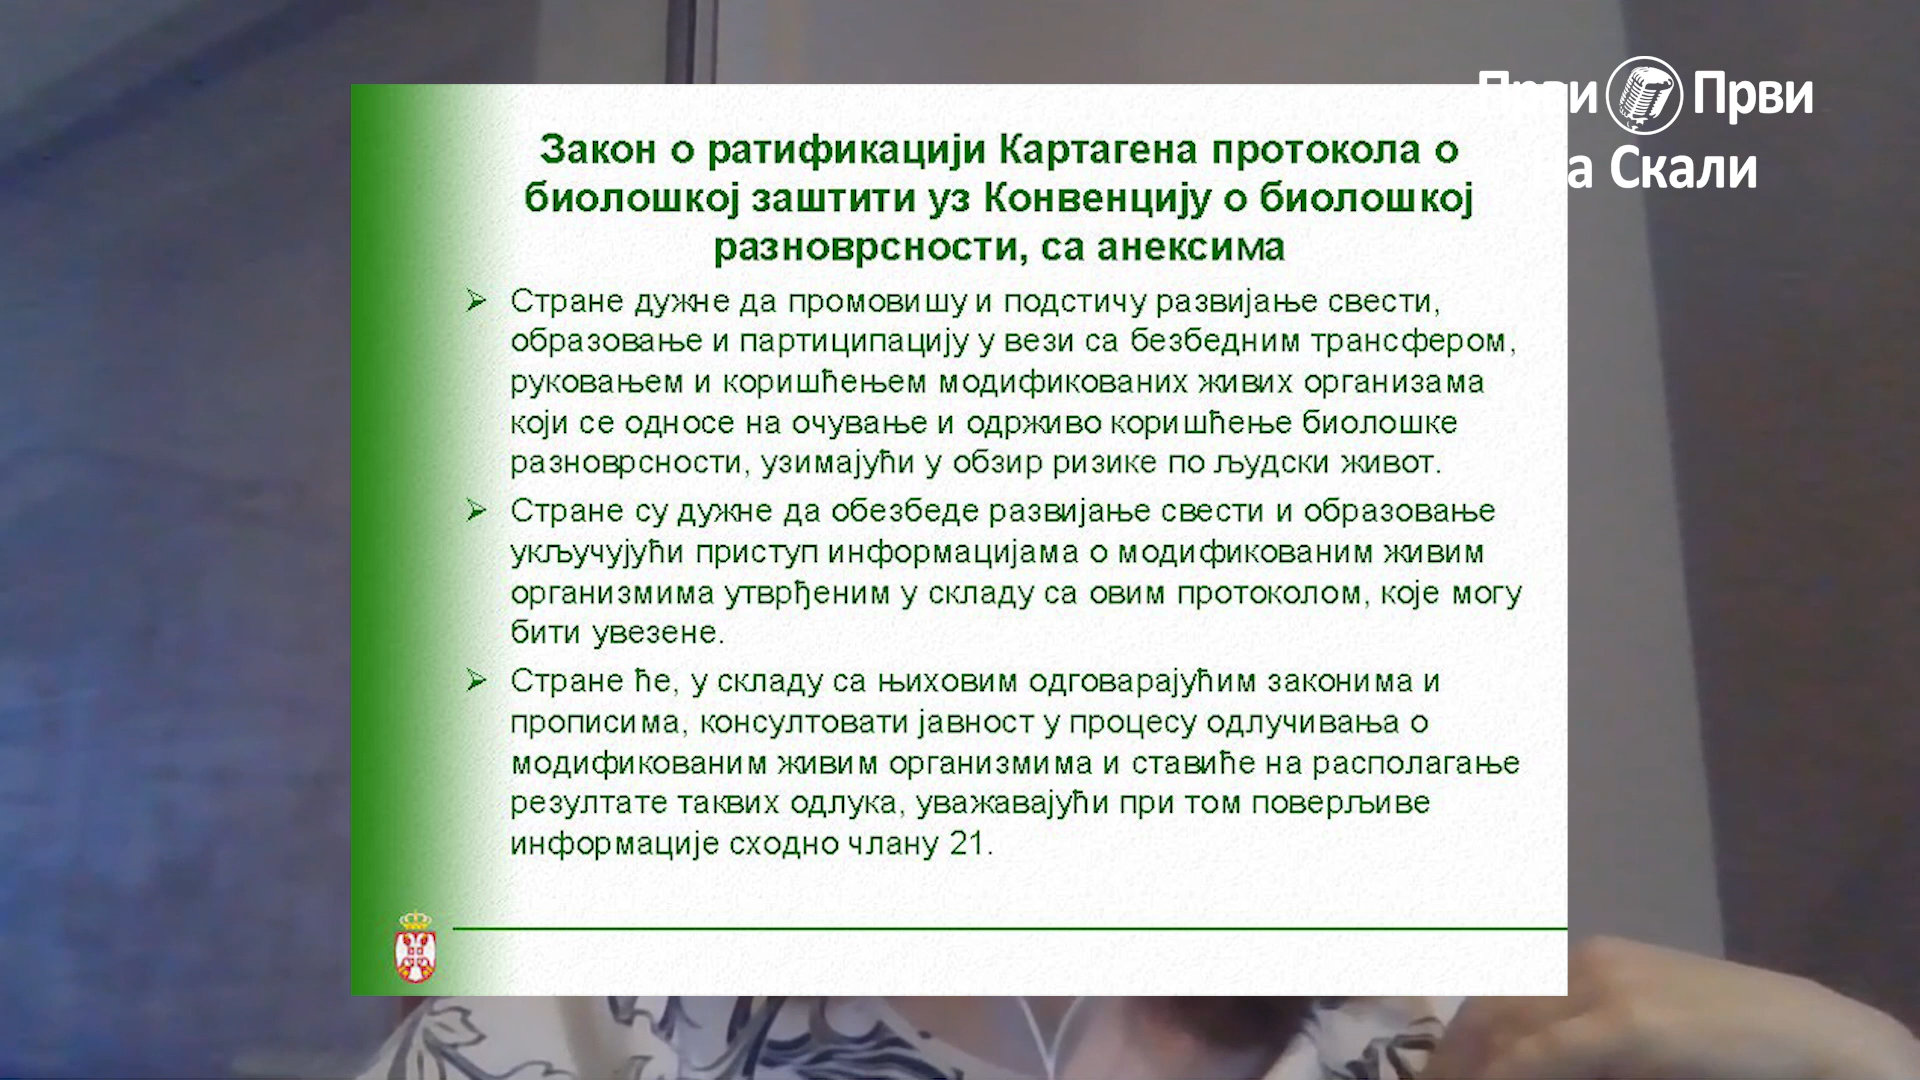 Први Први
на Скали
Закон о ратификацији Картагена протокола о
биолошкој заштити уз Конвенцију о биолошкој
разноврсности, са анексима
Стране дужне да промовишу и подстичу развијање свести,
образовање и партиципацију у вези са безбедним трансфером,
руковањем и коришћењем модификованих живих организама
који се односе на очување и одрживо коришћење биолошке
разноврсности, узимајући у обзир ризике по људски живот.
Стране су дужне да обезбеде развијање свести и образовање
укључујући приступ информацијама о модификованим живим
организмима утврђеним у складу са овим протоколом, које могу
бити увезене.
Стране ће, у складу са њиховим одговарајућим законима и
прописима, консултовати јавност у процесу одлучивања о
модификованим живим организмима и ставиће на располагање
резултате таквих одлука, уважавајући при том поверљиве
информације сходно члану 21.